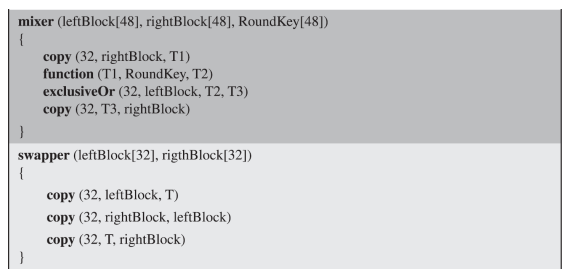 mixer (leftBlock[48], rightBlock[48], RoundKey[48])
{
copy (32, rightBlock, T1)
function (T1, RoundKey, T2)
exclusiveOr (32, leftBlock, T2, T3)
copy (32, T3, rightBlock)
}
swapper (leftBlock[32], rigthBlock[32])
{
copy (32, leftBlock, T)
copy (32, rightBlock, leftBlock)
copy (32, T, rightBlock)
}